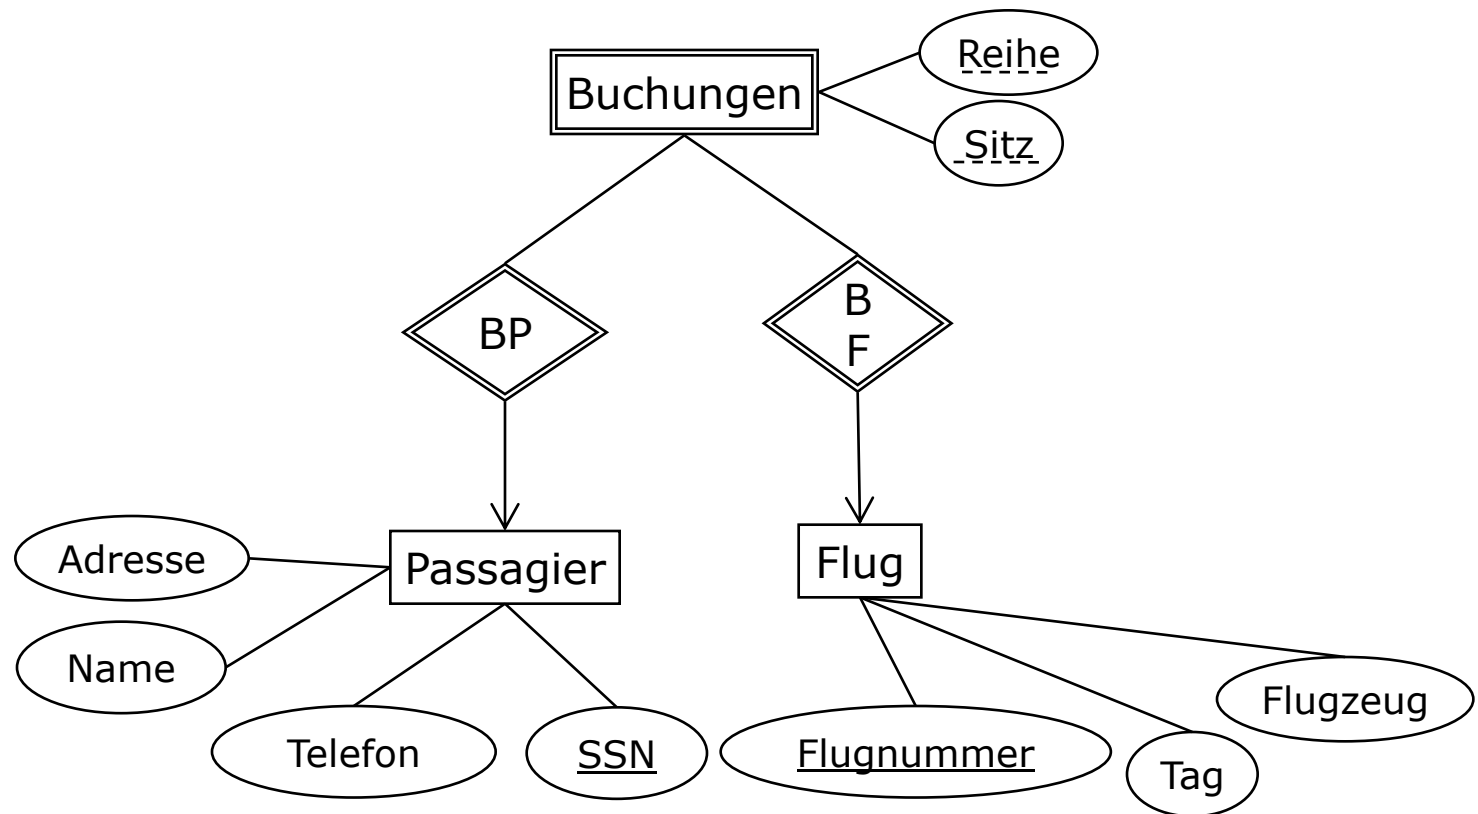 Reihe
Buchungen
Sitz
B
BP
F
Adresse
Passagier
Flug
Name
Flugzeug
Telefon
SSN
Flugnummer
Tag